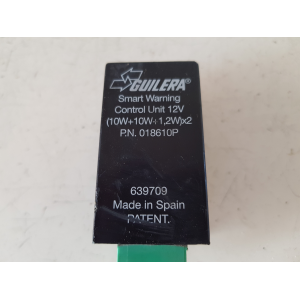 GUILERA®
Smart Warning
Control Unit 12V
(10W+10W÷1,2W)x2
P.N. 018610P
639709
Made in Spain
PATENT.